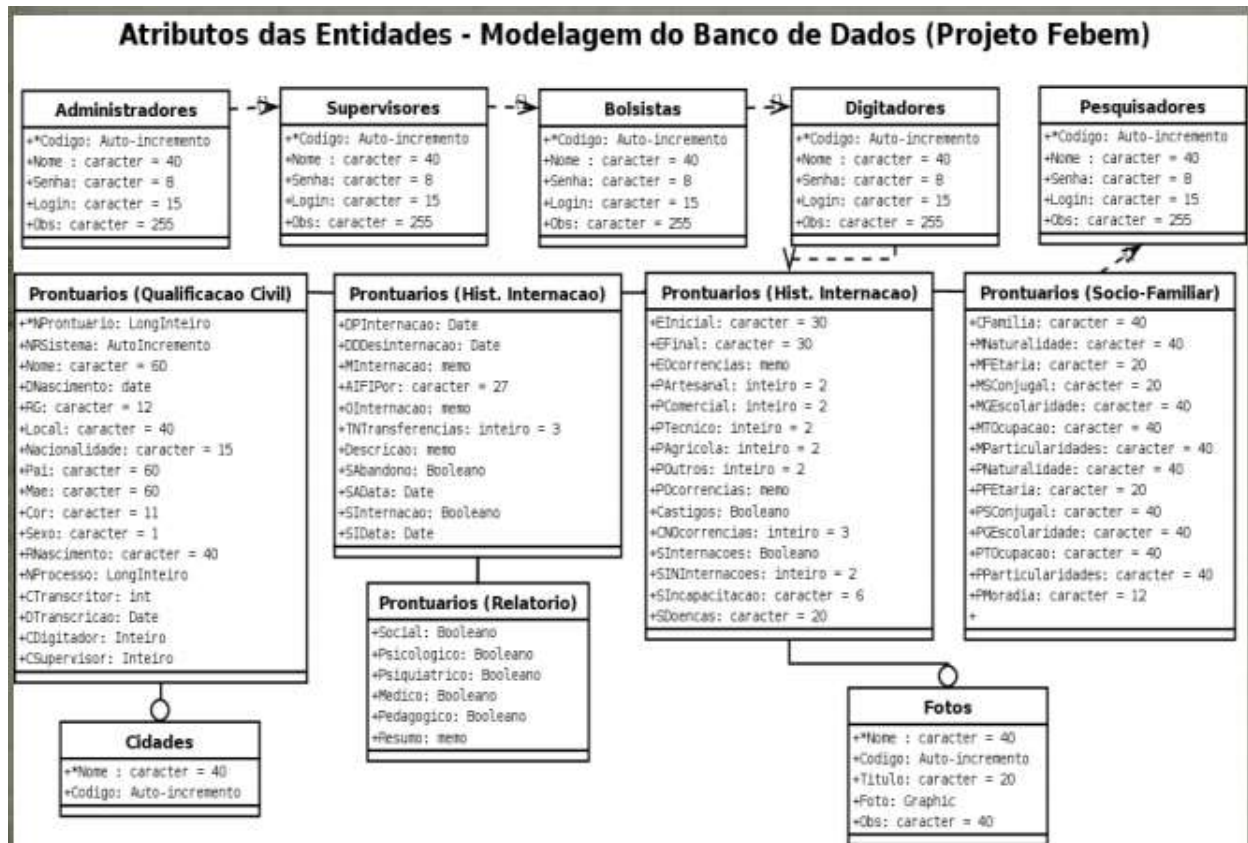 Atributos das Entidades - Modelagem do Banco de Dados (Projeto Febem)
Administradores
+*Codigo: Auto-incremento
+Nome : caracter = 40
+Senha: caracter = 8
+Login: caracter = 15
+Obs: caracter = 255
Supervisores
+*Codigo: Auto-incremento
+Nome : caracter = 40
+Senha: caracter = 8
+Login: caracter = 15
+Obs: caracter = 255
Bolsistas
+*Codigo: Auto-incremento
+Nome : caracter = 40
+Senha: caracter = 8
+Login: caracter = 15
+Obs: caracter = 255
Digitadores
+*Codigo: Auto-incremento
+Nome : caracter = 40
+Senha: caracter = 8
+Login: caracter = 15
+Obs: caracter = 255
Pesquisadores
+*Codigo: Auto-incremento
+Nome : caracter = 40
+Senha: caracter = 8
+Login: caracter = 15
+Obs: caracter = 255
Prontuarios (Qualificacao Civil)
+*NProntuario: LongInteiro
+NRSistema: AutoIncremento
+Nome: caracter = 60
+DNascimento: date
+RG: caracter = 12
+Local: caracter = 40
+Nacionalidade: caracter = 15
+Pai: caracter = 60
+Mae: caracter = 60
+Cor: caracter = 11
+Sexo: caracter = 1
+RNascimento: caracter = 40
+NProcesso: LongInteiro
+CTranscritor: int
+DTranscricao: Date
+CDigitador: Inteiro
+CSupervisor: Inteiro
Prontuarios (Hist. Internacao)
+DPInternacao: Date
+DDDesinternacao: Date
+MInternacao: memo
+AIFIPor: caracter = 27
+OInternacao: memo
+TNTransferencias: inteiro = 3
+Descricao: memo
+SAbandono: Booleano
+SAData: Date
+SInternacao: Booleano
+SIData: Date
Prontuarios (Hist. Internacao)
+EInicial: caracter = 30
+EFinal: caracter = 30
+EOcorrencias: memo
+PArtesanal: inteiro = 2
+PComercial: inteiro = 2
+PTecnico: inteiro = 2
+PAgricola: inteiro = 2
+POutros: inteiro = 2
+POcorrencias: memo
+Castigos: Booleano
+CNOcorrencias: inteiro = 3
+SInternacoes: Booleano
+SINInternacoes: inteiro = 2
+SIncapacitacao: caracter = 6
+SDoencas: caracter = 20
Prontuarios (Socio-Familiar)
+CFamilia: caracter = 40
+MNaturalidade: caracter = 40
+MFEtaria: caracter = 20
+MSConjugal: caracter = 20
+MGEscolaridade: caracter = 40
+MTOcupacao: caracter = 40
+MParticularidades: caracter = 40
+PNaturalidade: caracter = 40
+PFEtaria: caracter = 20
+PSConjugal: caracter = 40
+PGEscolaridade: caracter = 40
+PTOcupacao: caracter = 40
+PParticularidades: caracter = 40
+PMoradia: caracter = 12
+
Prontuarios (Relatorio)
+Social: Booleano
+Psicologico: Booleano
+Psiquiatrico: Booleano
+Medico: Booleano
+Pedagogico: Booleano
+Resumo: memo
Cidades
+*Nome : caracter = 40
+Codigo: Auto-incremento
Fotos
+*Nome : caracter = 40
+Codigo: Auto-incremento
+Titulo: caracter = 20
+Foto: Graphic
+Obs: caracter = 40